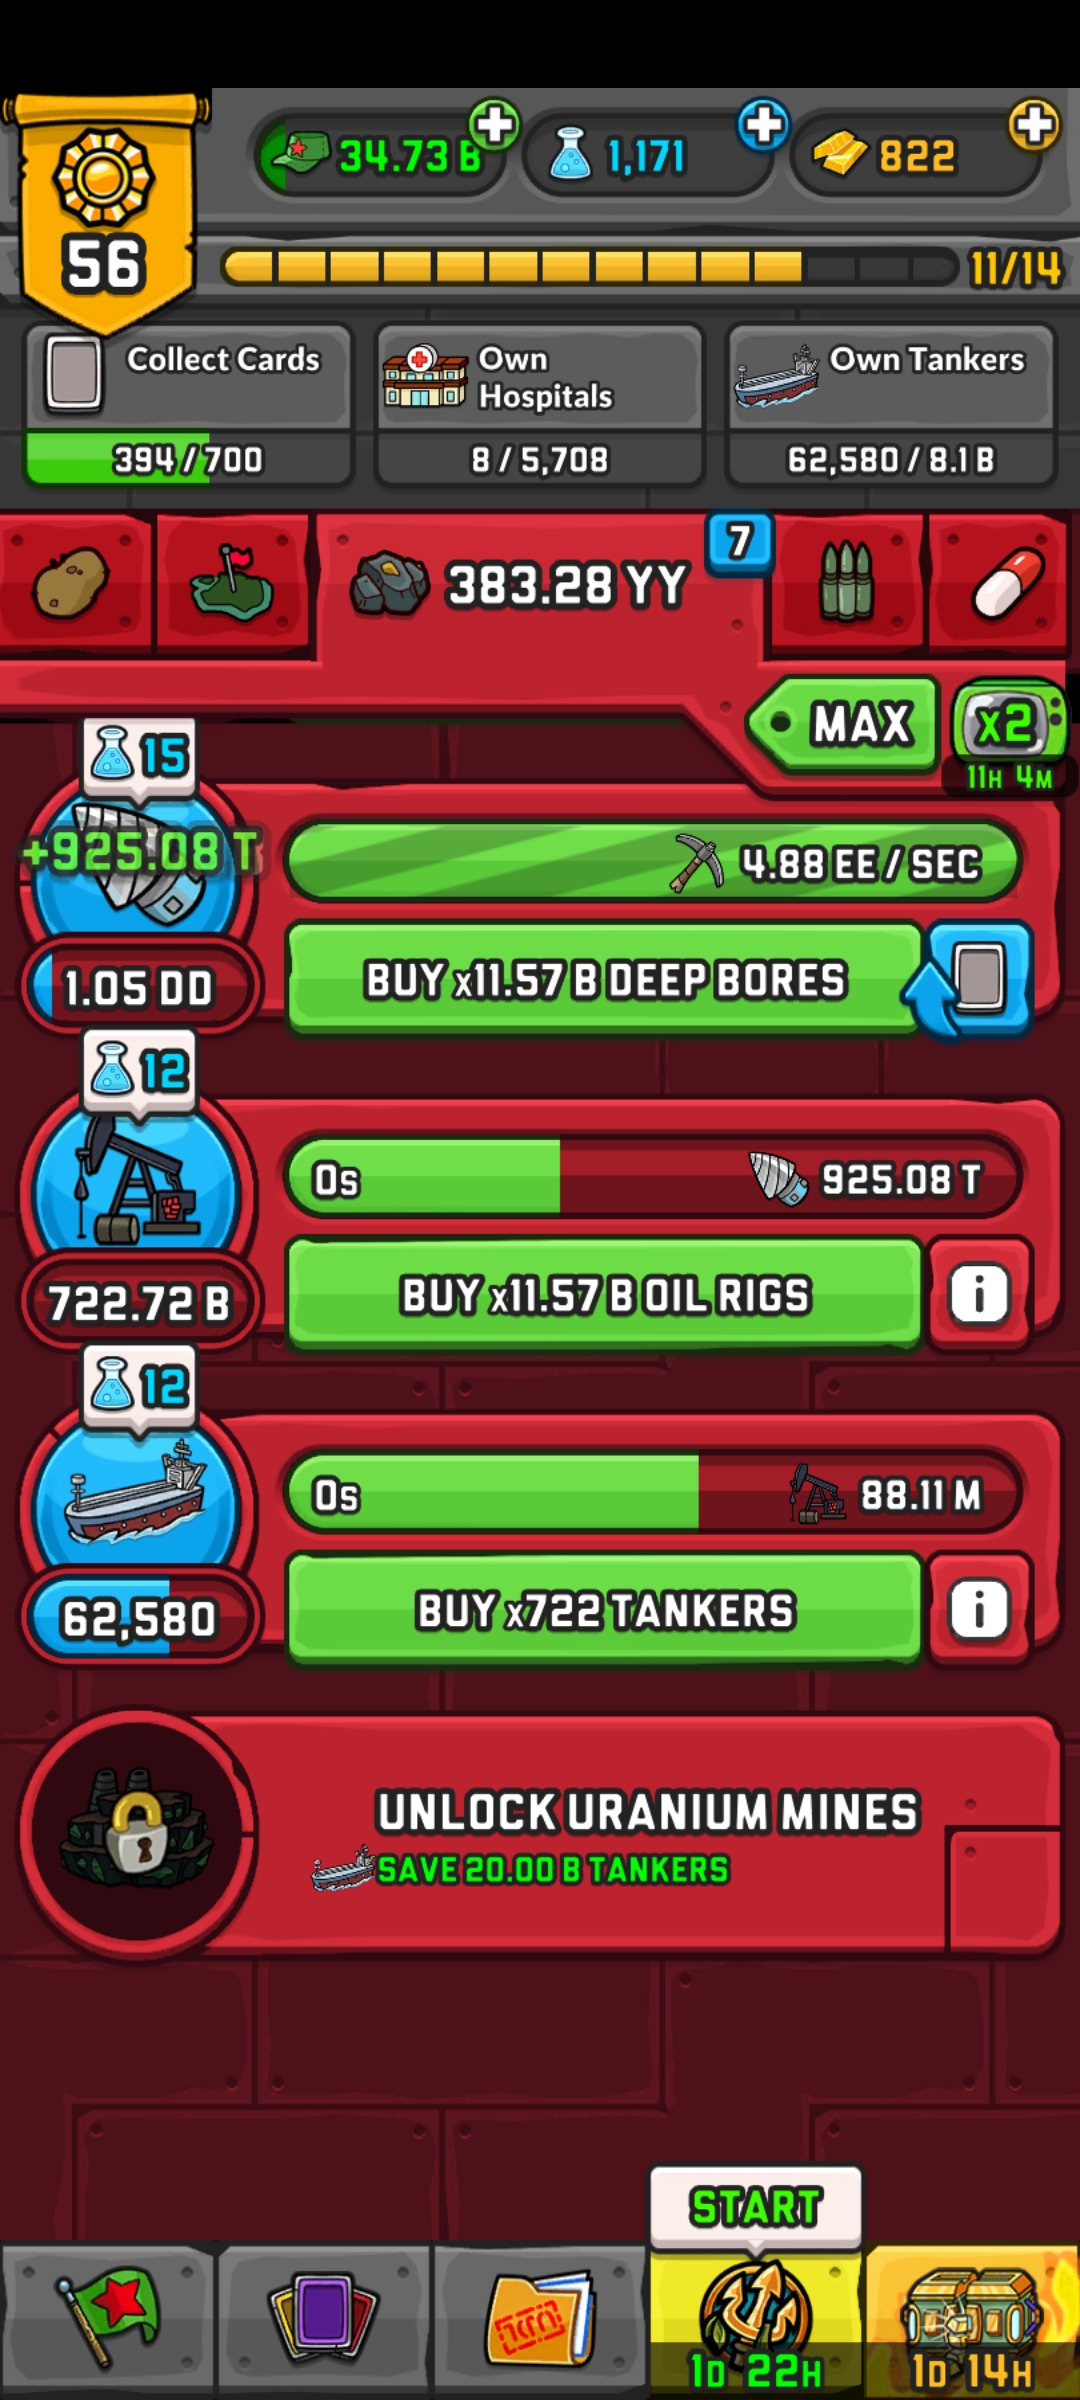 56
34.73 B
1,171
822
11/14
Collect Cards
394 / 700
Own
Hospitals
8 / 5,708
Own Tankers
62,580 / 8.1 B
383.28 YY
7
MAX
x2
11H 4M
15
+925.08 T
4.88 EE / SEC
1.05 DD
BUY x11.57 B DEEP BORES
12
0s
925.08 T
722.72 B
BUY x11.57 B OIL RIGS
i
12
0s
88.11 M
62,580
BUY x722 TANKERS
i
UNLOCK URANIUM MINES
SAVE 20.00 B TANKERS
START
1D 22H
1D 14H